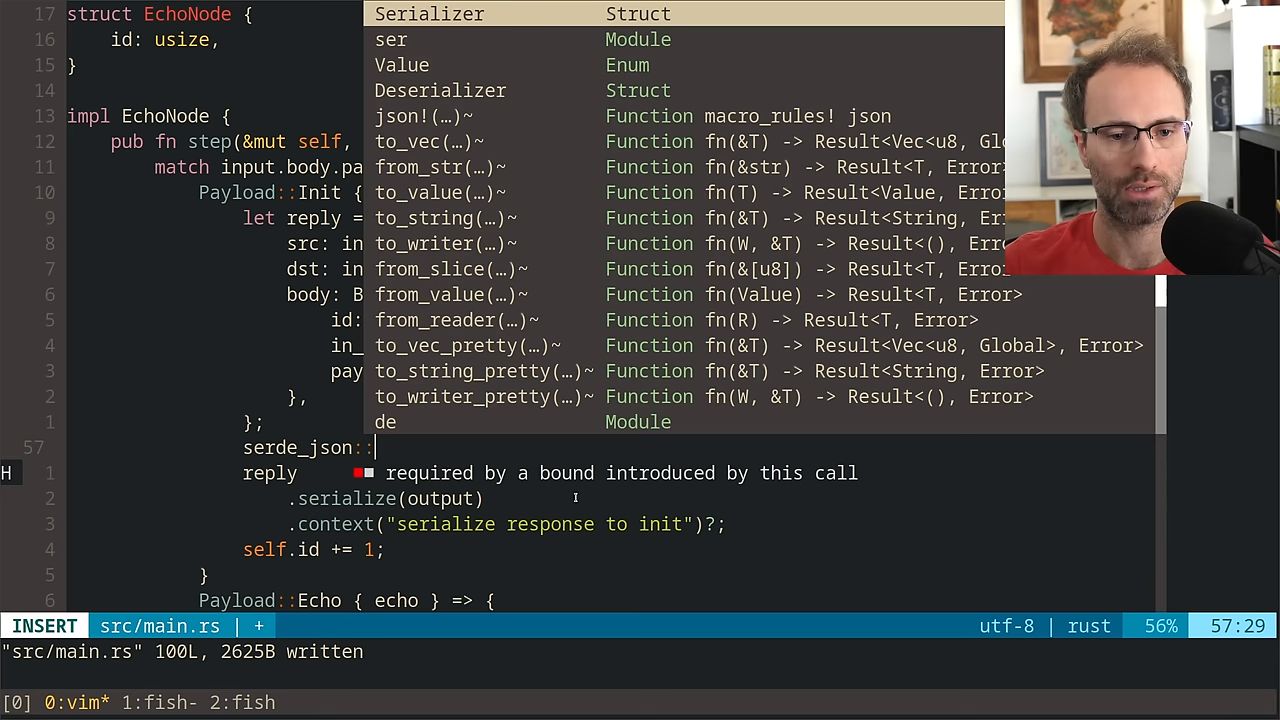 17 struct EchoNode { Serializer Struct
16 id: usize, ser Module
15 } Value Enum
14 Deserializer Struct
13 impl EchoNode { json!(…)~ Function macro_rules! json
12 pub fn step(&mut self, to_vec(…)~ Function fn(&T) -> Result<Vec<u8, Glo
11 match input.body.pa from_str(…)~ Function fn(&str) -> Result<T, Error>
10 Payload::Init { to_value(…)~ Function fn(T) -> Result<Value, Erro
9 let reply = to_string(…)~ Function fn(&T) -> Result<String, Er
8 src: in to_writer(…)~ Function fn(W, &T) -> Result<(), Erro
7 dst: in from_slice(…)~ Function fn(&[u8]) -> Result<T, Erro
6 body: B from_value(…)~ Function fn(Value) -> Result<T, Error>
5 id: from_reader(…)~ Function fn(R) -> Result<T, Error>
4 in_ to_vec_pretty(…)~ Function fn(&T) -> Result<Vec<u8, Global>, Error>
3 pay to_string_pretty(…)~ Function fn(&T) -> Result<String, Error>
2 }, to_writer_pretty(…)~ Function fn(W, &T) -> Result<(), Error>
1 }; de Module
57 serde_json::
H 1 reply required by a bound introduced by this call
2 .serialize(output)
3 .context("serialize response to init")?;
4 self.id += 1;
5 }
6 Payload::Echo { echo } => {
INSERT src/main.rs | + utf-8 | rust 56% 57:29
"src/main.rs" 100L, 2625B written
[0] 0:vim* 1:fish- 2:fish